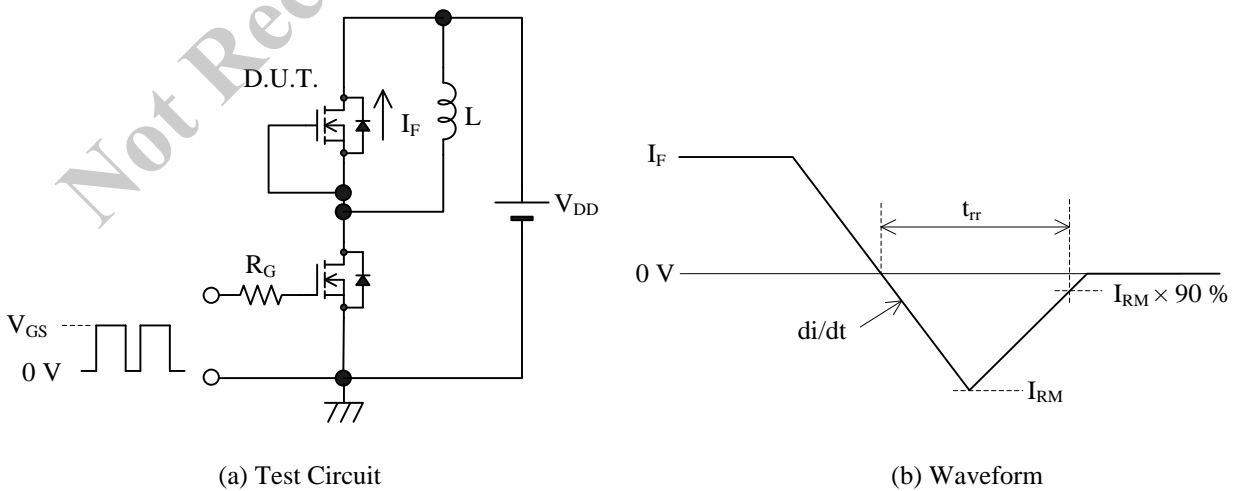 Not Rec
D.U.T.
I_F
L
V_DD
R_G
V_GS
0 V
(a) Test Circuit
I_F
t_rr
0 V
I_RM × 90 %
di/dt
I_RM
(b) Waveform